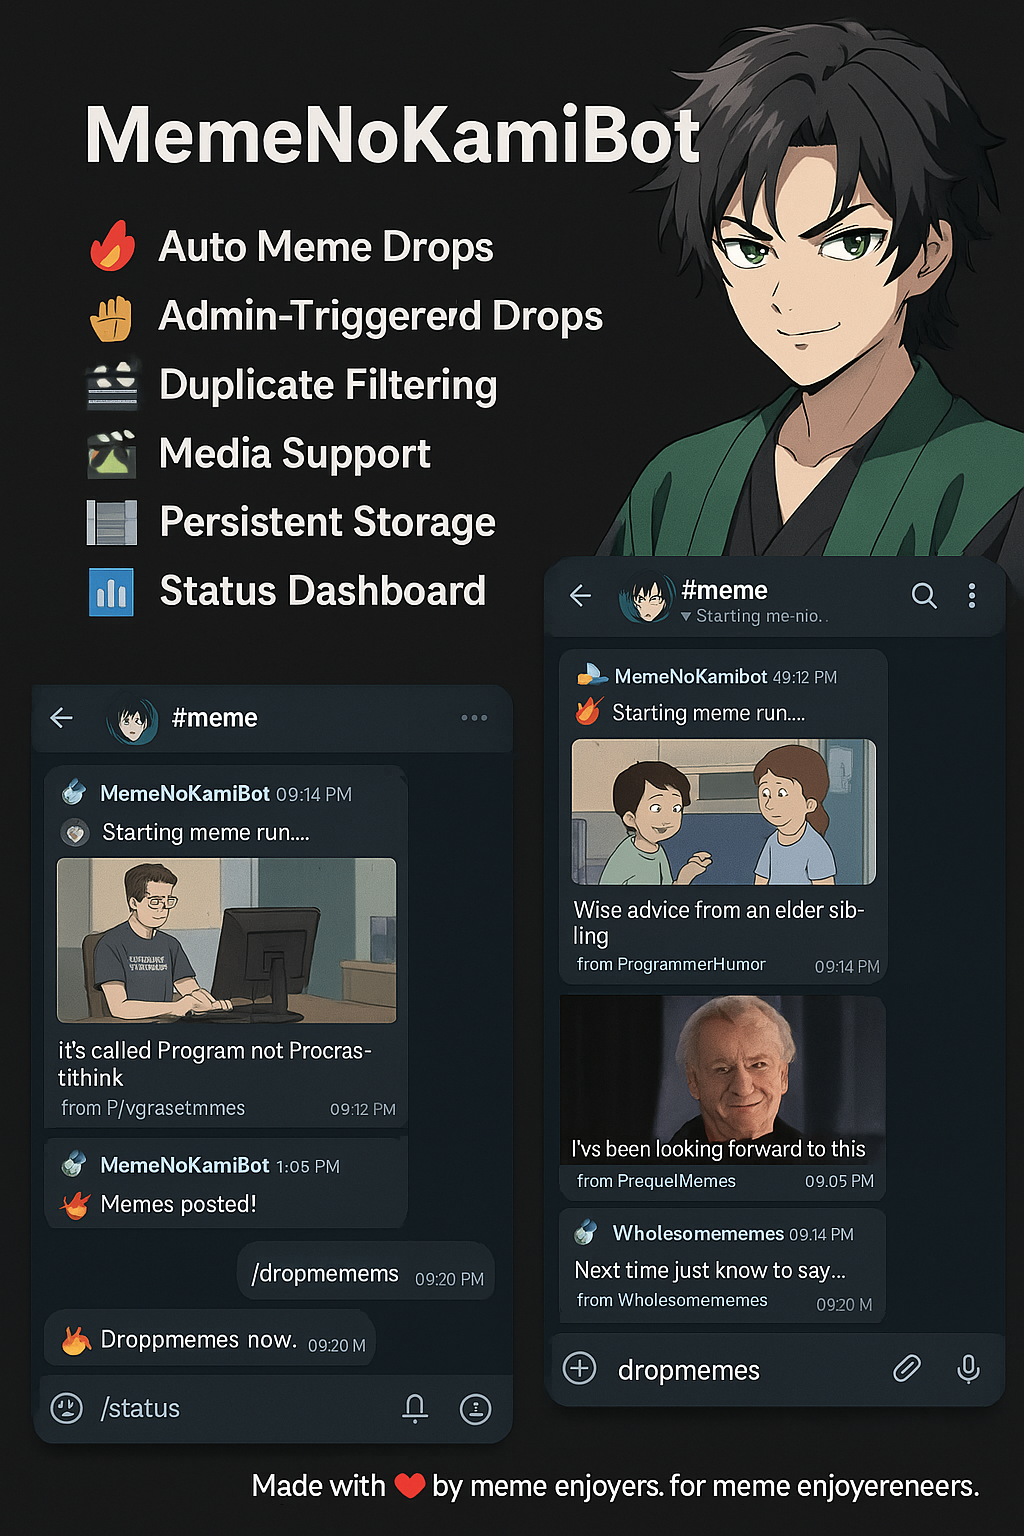 MemeNoKamiBot
Auto Meme Drops
Admin-Triggererd Drops
Duplicate Filtering
Media Support
Persistent Storage
Status Dashboard
#meme
MemeNoKamiBot 09:14 PM
Starting meme run....
it's called Program not Procras-
tithink
from P/vgrasetmmes
09:12 PM
MemeNoKamiBot 1:05 PM
Memes posted!
/dropmemems 09:20 PM
Droppmemes now. 09:20 M
/status
#meme
▾ Starting me-nio. .
MemeNoKamibot 49:12 PM
Starting meme run....
Wise advice from an elder sib-
ling
from ProgrammerHumor 09:14 PM
I'vs been looking forward to this
from PrequelMemes 09.05 PM
Wholesomememes 09.14 PM
Next time just know to say...
from Wholesomememes 09:20 M
dropmemes
Made with ❤ by meme enjoyers. for meme enjoyereneers.